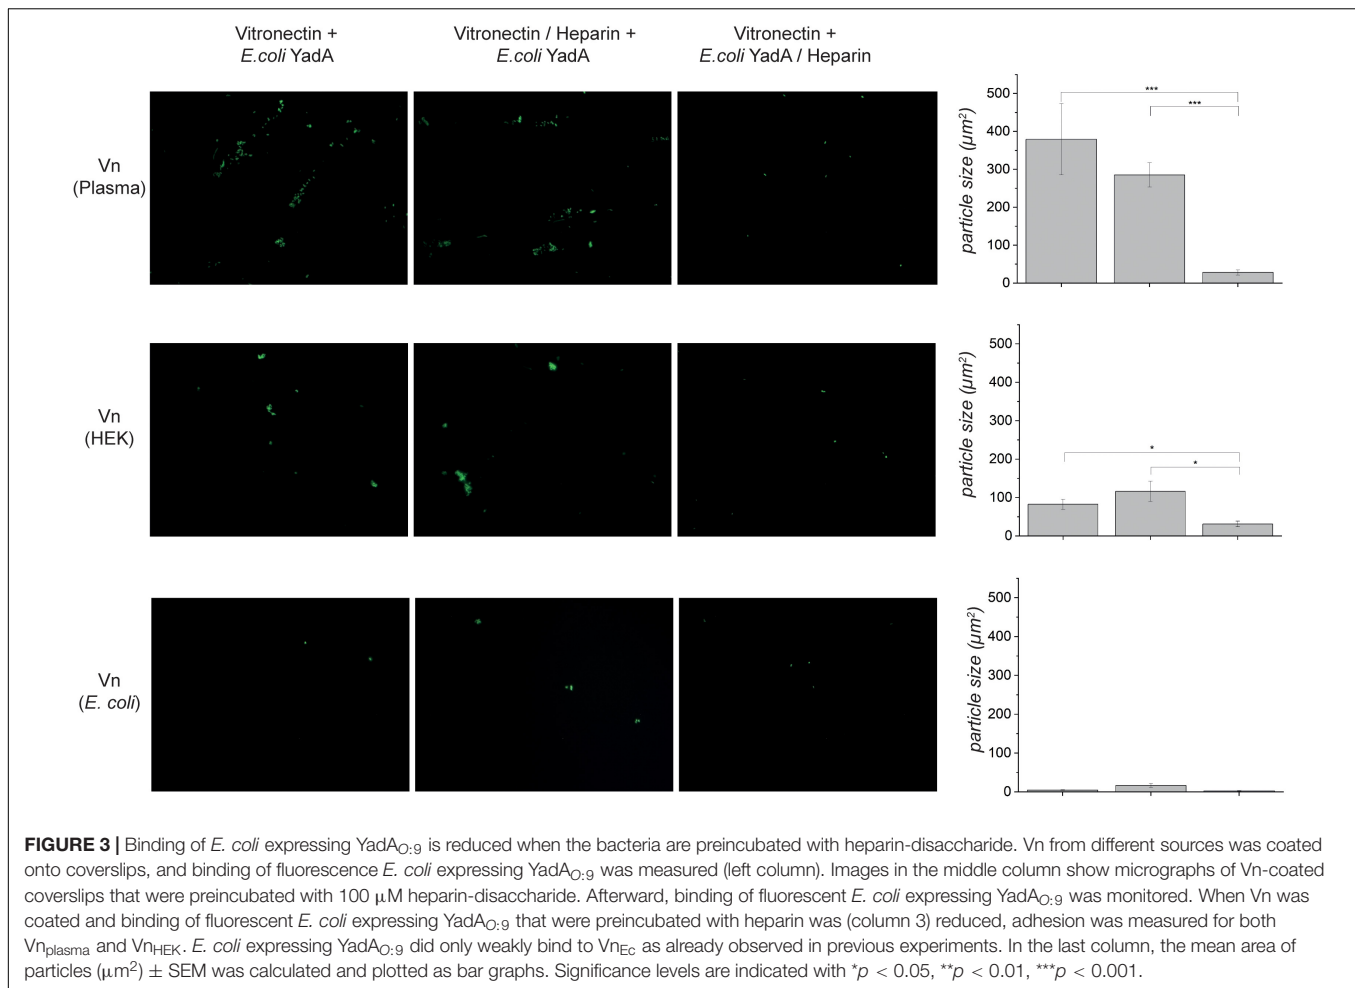 Vitronectin +
E.coli YadA
Vitronectin / Heparin +
E.coli YadA
Vitronectin +
E.coli YadA / Heparin
Vn
(Plasma)
particle size (µm²)
500
400
300
200
100
0
***
***
Vn
(HEK)
particle size (µm²)
500
400
300
200
100
0
*
*
Vn
(E. coli)
particle size (µm²)
500
400
300
200
100
0
FIGURE 3 | Binding of E. coli expressing YadA_O:9 is reduced when the bacteria are preincubated with heparin-disaccharide. Vn from different sources was coated
onto coverslips, and binding of fluorescence E. coli expressing YadA_O:9 was measured (left column). Images in the middle column show micrographs of Vn-coated
coverslips that were preincubated with 100 µM heparin-disaccharide. Afterward, binding of fluorescent E. coli expressing YadA_O:9 was monitored. When Vn was
coated and binding of fluorescent E. coli expressing YadA_O:9 that were preincubated with heparin was (column 3) reduced, adhesion was measured for both
Vn_plasma and Vn_HEK. E. coli expressing YadA_O:9 did only weakly bind to Vn_Ec as already observed in previous experiments. In the last column, the mean area of
particles (µm²) ± SEM was calculated and plotted as bar graphs. Significance levels are indicated with *p < 0.05, **p < 0.01, ***p < 0.001.